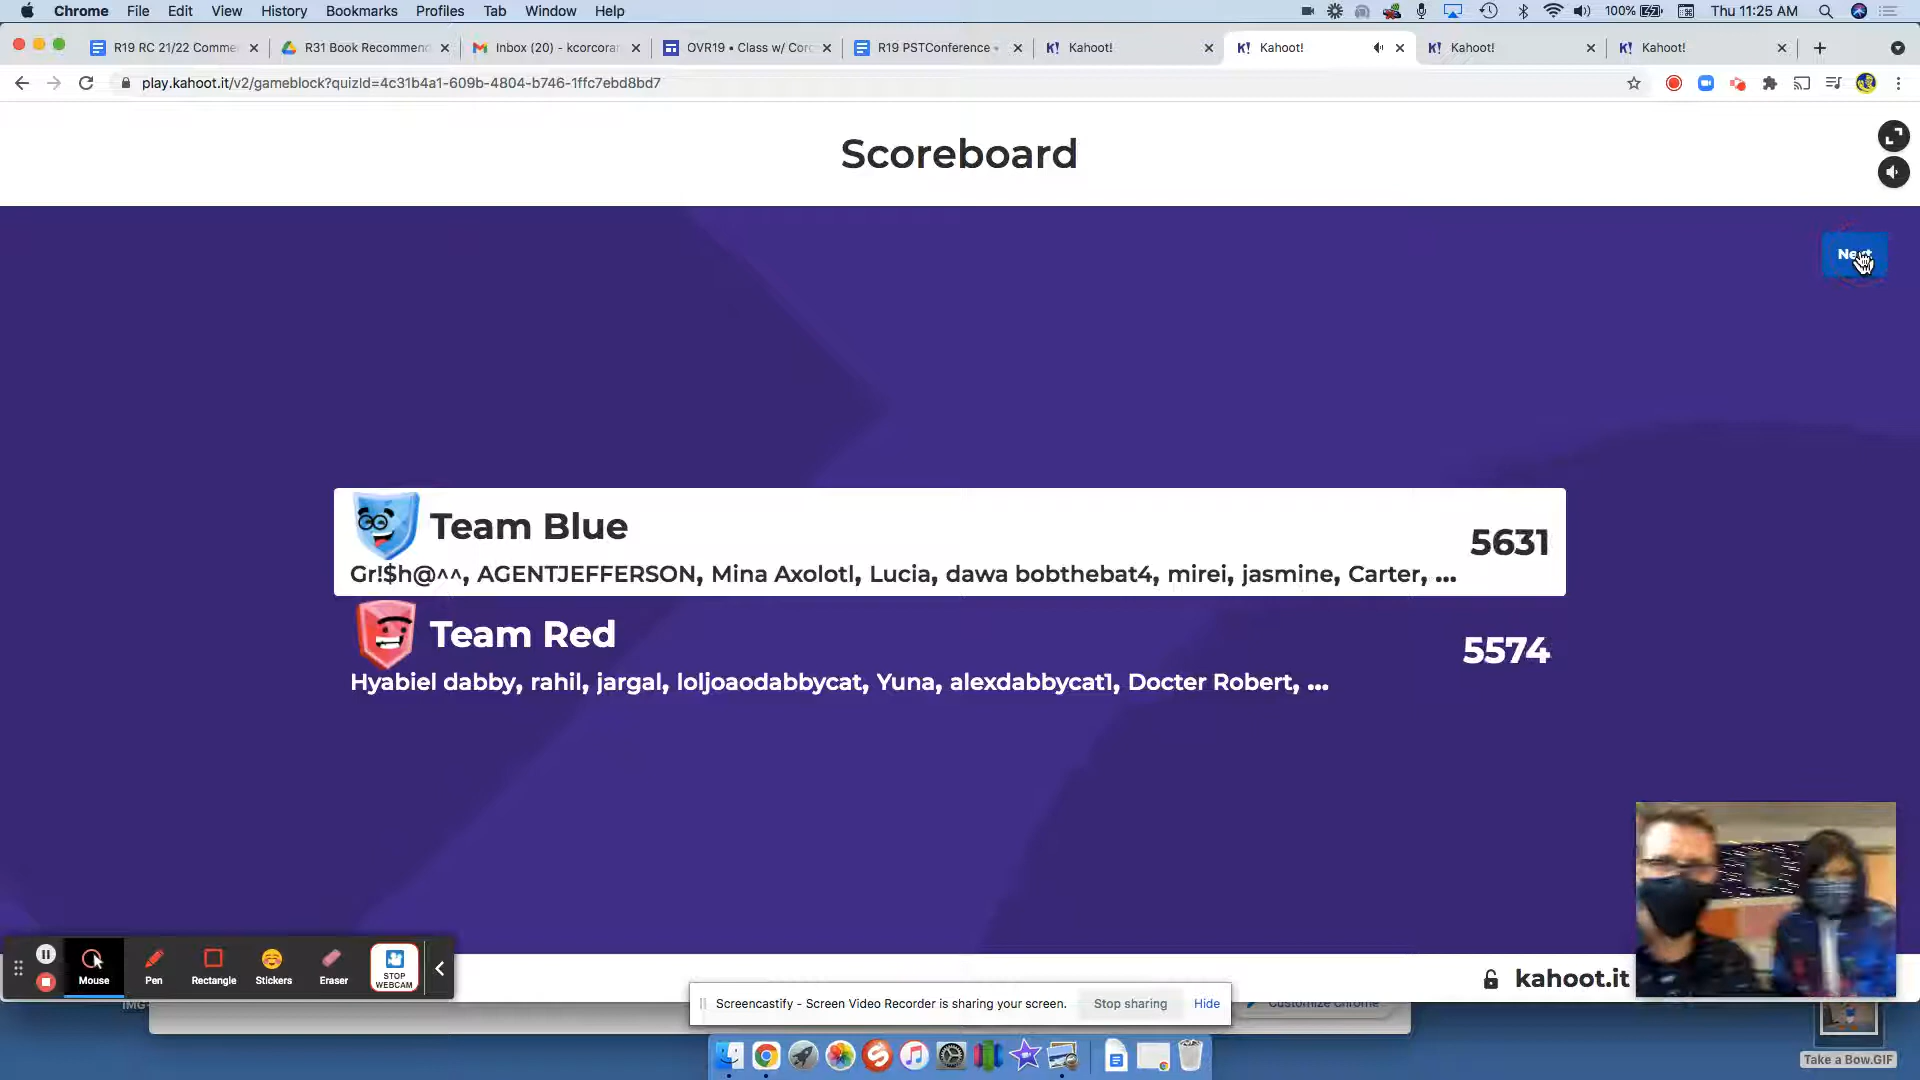 Chrome File Edit View History Bookmarks Profiles Tab Window Help 100% Thu 11:25 AM
R19 RC 21/22 Comme R31 Book Recommen Inbox (20) - kcorcora OVR19 • Class w/ Corc R19 PSTConference Kahoot! Kahoot! Kahoot! Kahoot!
play.kahoot.it/v2/gameblock?quizId=4c31b4a1-609b-4804-b746-1ffc7ebd8bd7
Scoreboard
Next
Team Blue 5631
Gr!$h@^^, AGENTJEFFERSON, Mina Axolotl, Lucia, dawa bobthebat4, mirei, jasmine, Carter, ...
Team Red 5574
Hyabiel dabby, rahil, jargal, loljoaodabbycat, Yuna, alexdabbycat1, Docter Robert, ...
Mouse Pen Rectangle Stickers Eraser STOP WEBCAM
kahoot.it
IMG
Screencastify - Screen Video Recorder is sharing your screen. Stop sharing Hide
Customize Chrome
Take a Bow.GIF